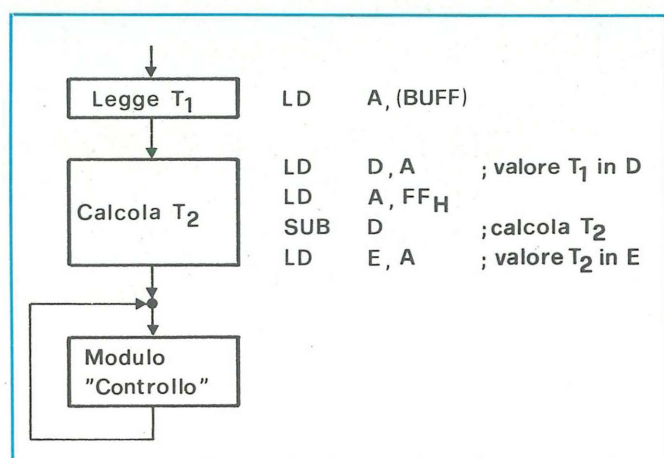 Legge T₁ LD A, (BUFF)
LD D, A ; valore T₁ in D
LD A, FF_H
Calcola T₂
SUB D ; calcola T₂
LD E, A ; valore T₂ in E
Modulo
"Controllo"